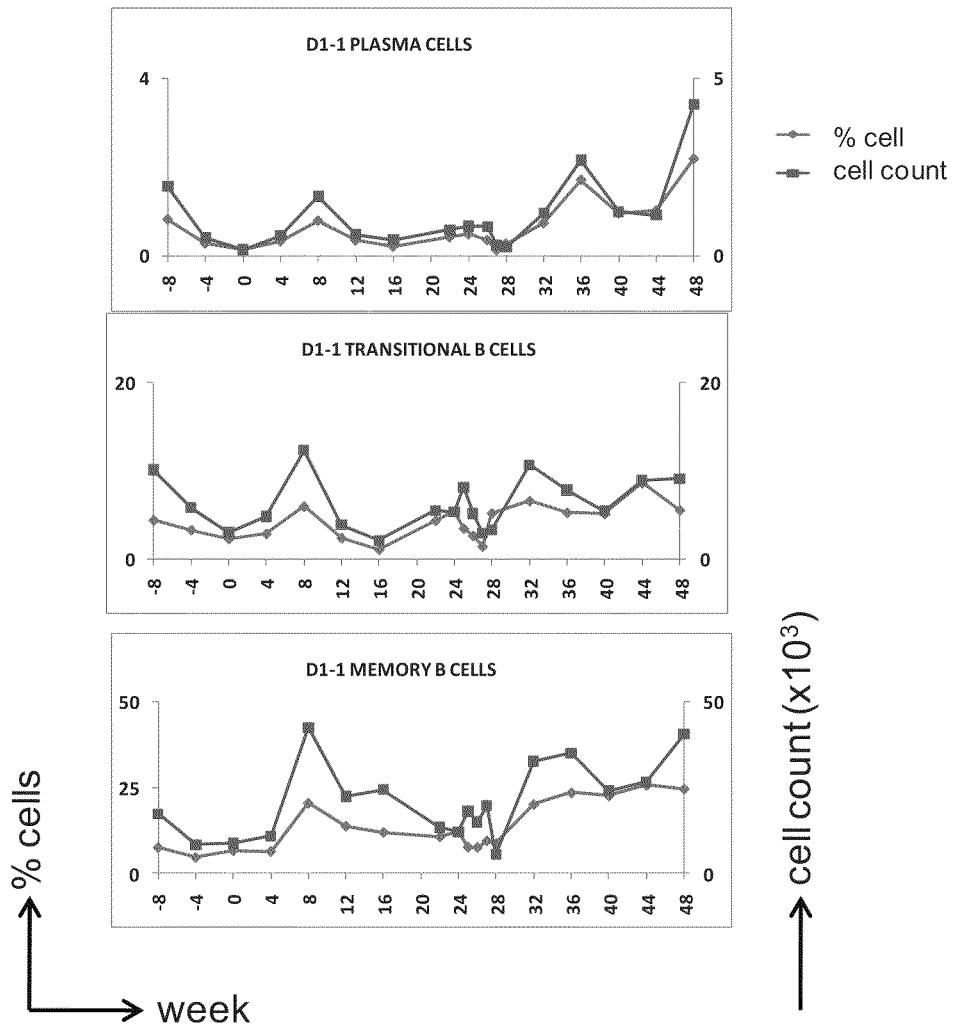 D1-1 PLASMA CELLS
4
5
0
0
-8 -4 0 4 8 12 16 20 24 28 32 36 40 44 48
% cell
cell count
D1-1 TRANSITIONAL B CELLS
20
20
0
0
-8 -4 0 4 8 12 16 20 24 28 32 36 40 44 48
D1-1 MEMORY B CELLS
50
50
25
25
0
0
-8 -4 0 4 8 12 16 20 24 28 32 36 40 44 48
% cells
cell count (x10³)
week